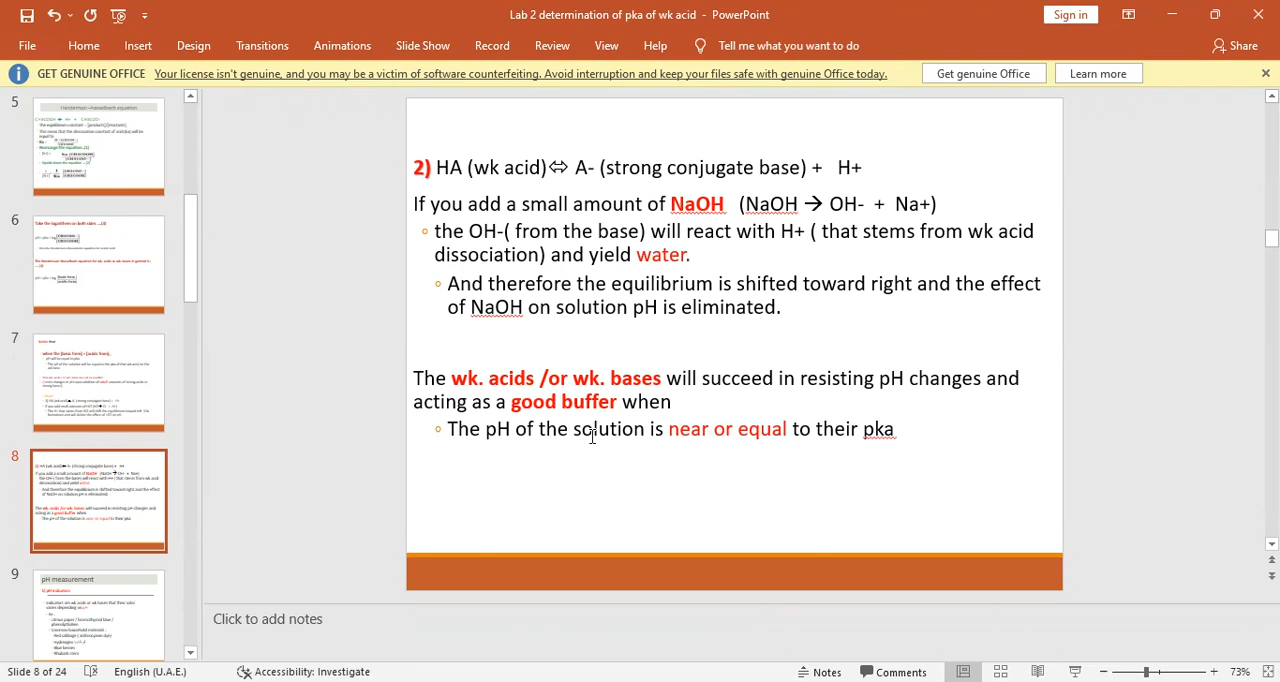 Lab 2 determination of pka of wk acid - PowerPoint
Sign in
File Home Insert Design Transitions Animations Slide Show Record Review View Help Tell me what you want to do Share
GET GENUINE OFFICE Your license isn't genuine, and you may be a victim of software counterfeiting. Avoid interruption and keep your files safe with genuine Office today. Get genuine Office Learn more
5
6
7
8
9
pH measurement
2) HA (wk acid)⇔ A- (strong conjugate base) + H+
If you add a small amount of NaOH (NaOH → OH- + Na+)
the OH-( from the base) will react with H+ ( that stems from wk acid
dissociation) and yield water.
And therefore the equilibrium is shifted toward right and the effect
of NaOH on solution pH is eliminated.
The wk. acids /or wk. bases will succeed in resisting pH changes and
acting as a good buffer when
The pH of the solution is near or equal to their pka
Click to add notes
Slide 8 of 24 English (U.A.E.) Accessibility: Investigate Notes Comments 73%